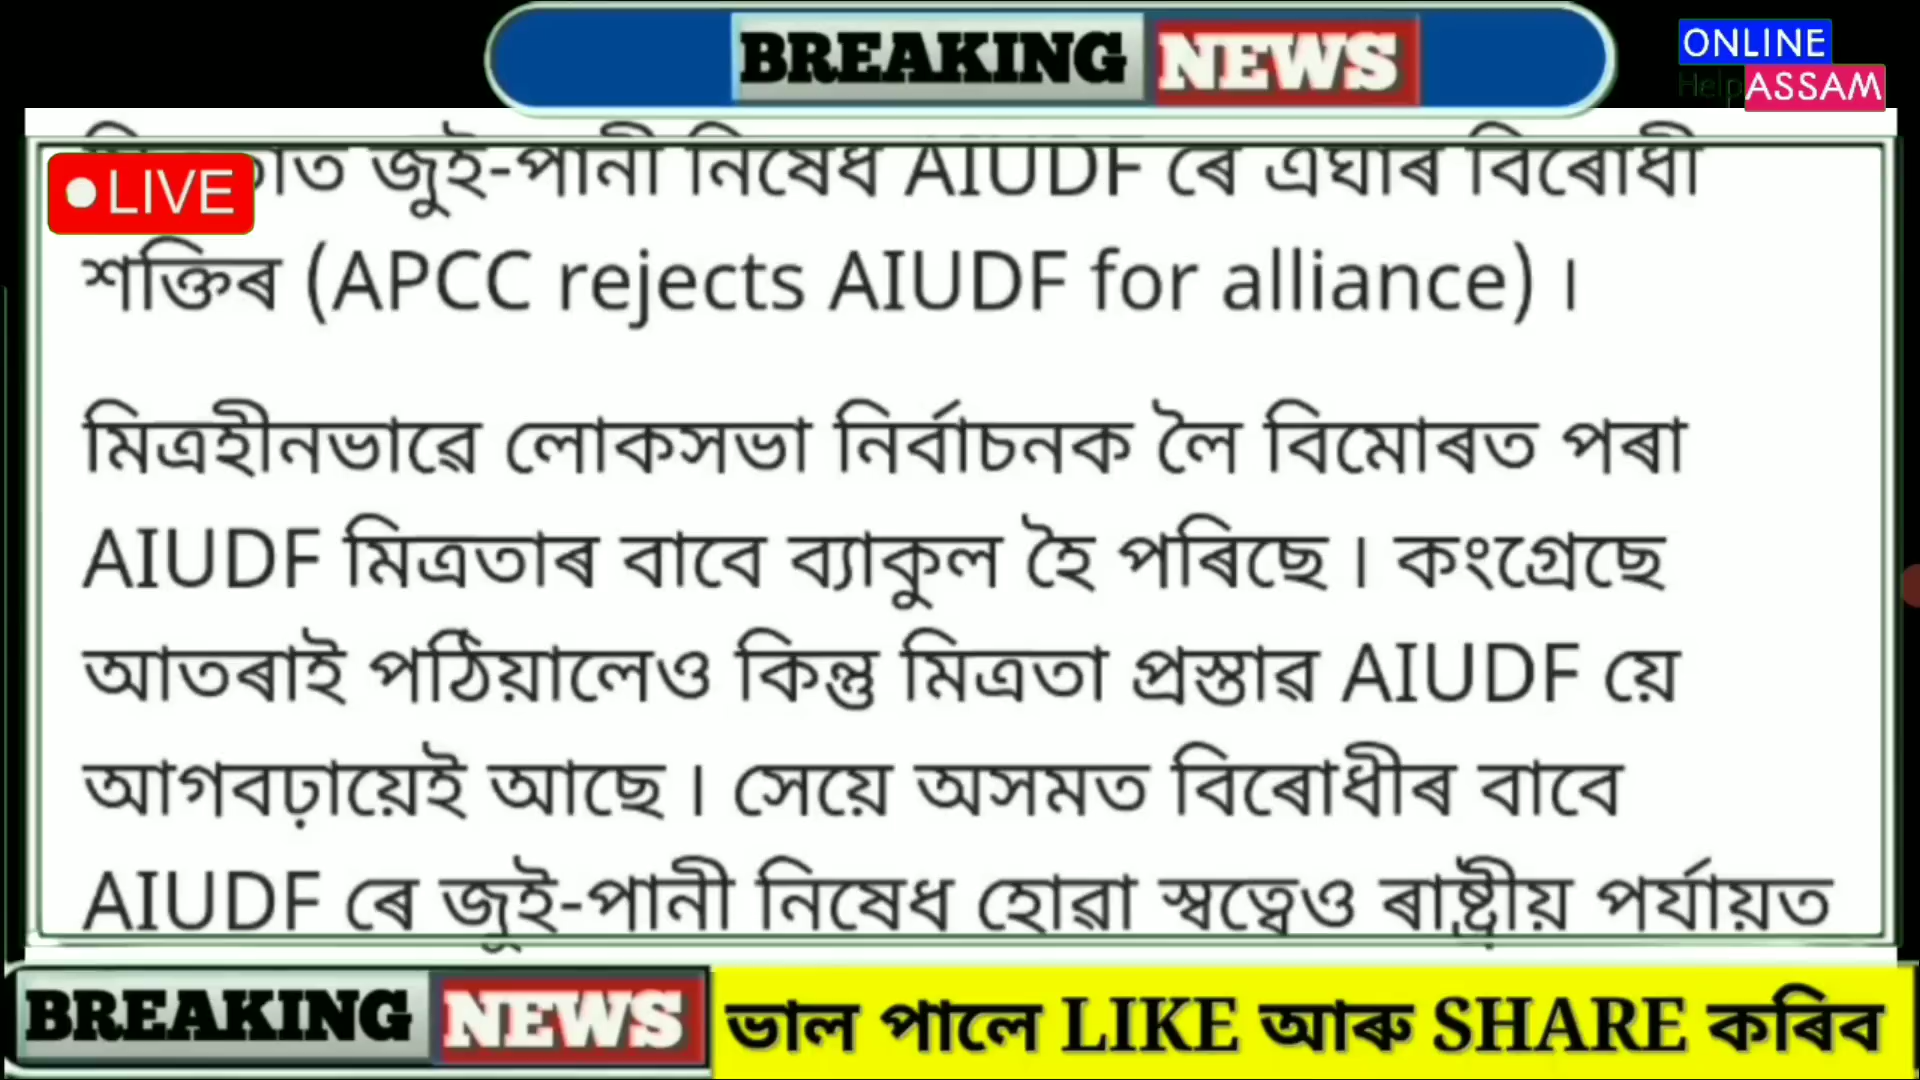 BREAKING NEWS
ONLINE
Help ASSAM
LIVE
জুই-পানী নিষেধ AIUDF ৰে এঘাৰ বিৰোধী
শক্তিৰ (APCC rejects AIUDF for alliance) ।
মিত্ৰহীনভাৱে লোকসভা নিৰ্বাচনক লৈ বিমোৰত পৰা
AIUDF মিত্ৰতাৰ বাবে ব্যাকুল হৈ পৰিছে । কংগ্ৰেছে
আতৰাই পঠিয়ালেও কিন্তু মিত্ৰতা প্ৰস্তাৱ AIUDF য়ে
আগবঢ়ায়েই আছে । সেয়ে অসমত বিৰোধীৰ বাবে
AIUDF ৰে জুই-পানী নিষেধ হোৱা স্বত্বেও ৰাষ্ট্ৰীয় পৰ্যায়ত
BREAKING NEWS ভাল পালে LIKE আৰু SHARE কৰিব